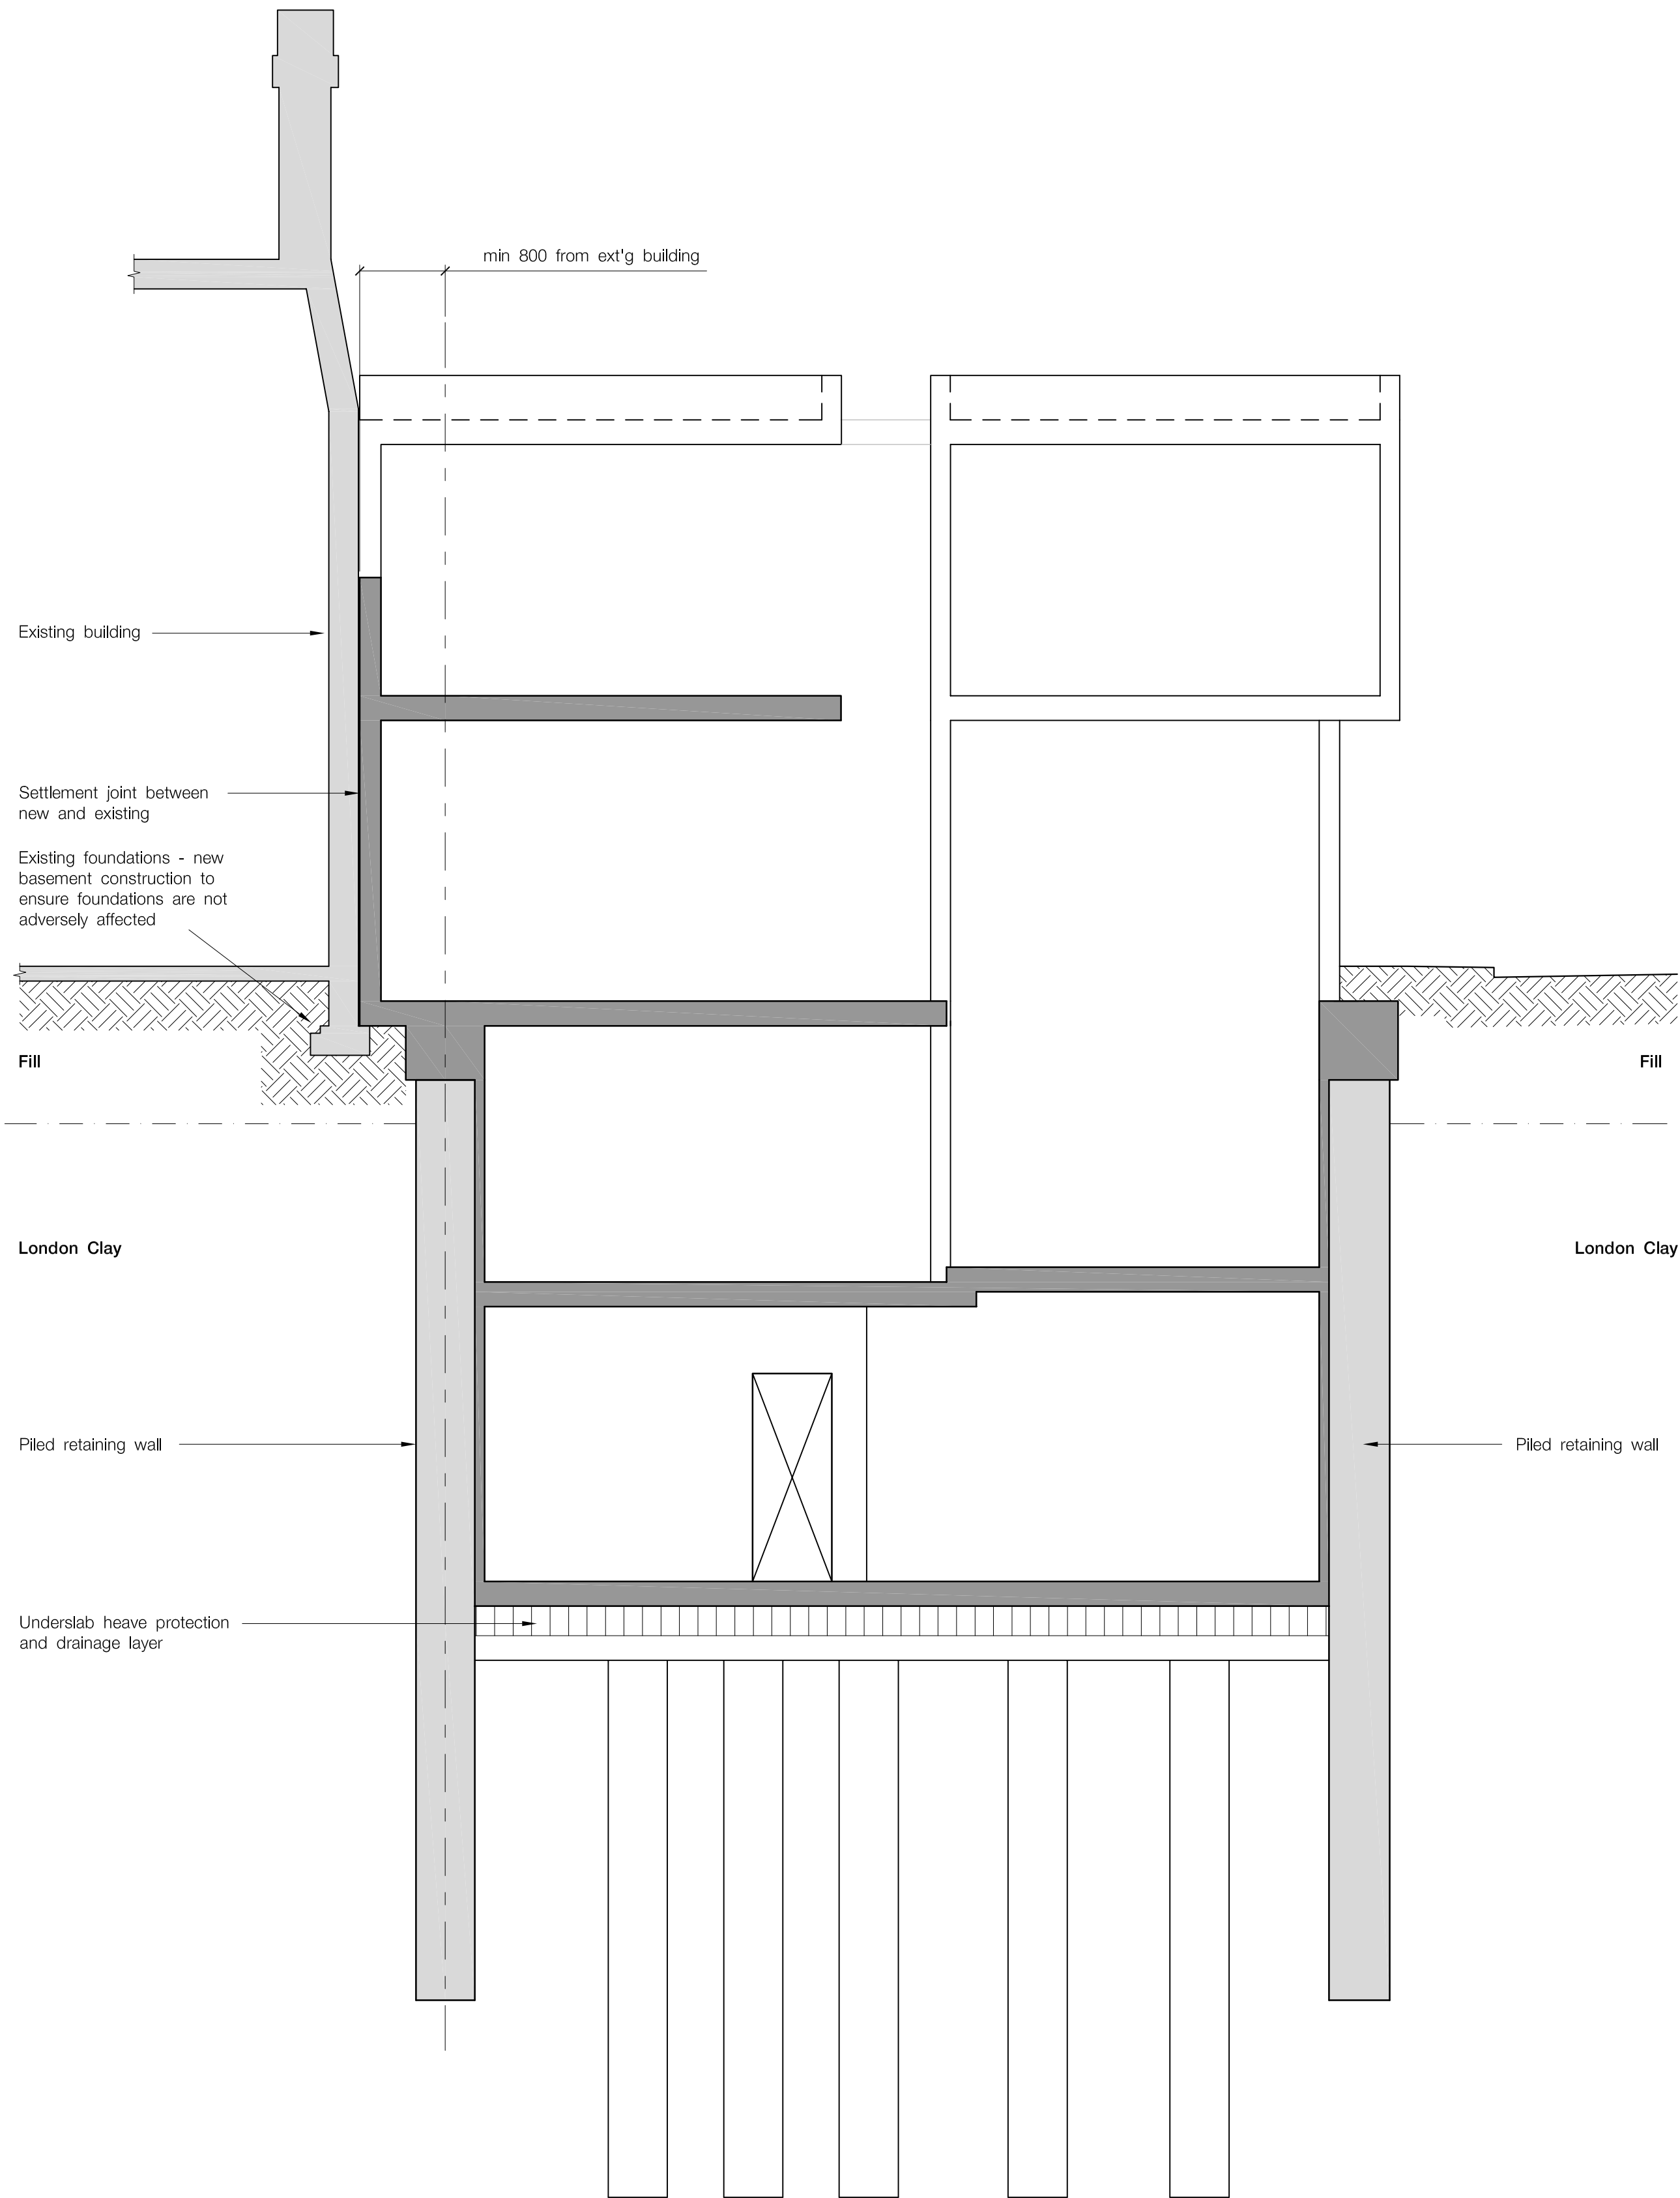 min 800 from ext'g building
Existing building
Settlement joint between
new and existing
Existing foundations - new
basement construction to
ensure foundations are not
adversely affected
Fill
Fill
London Clay
London Clay
Piled retaining wall
Piled retaining wall
Underslab heave protection
and drainage layer